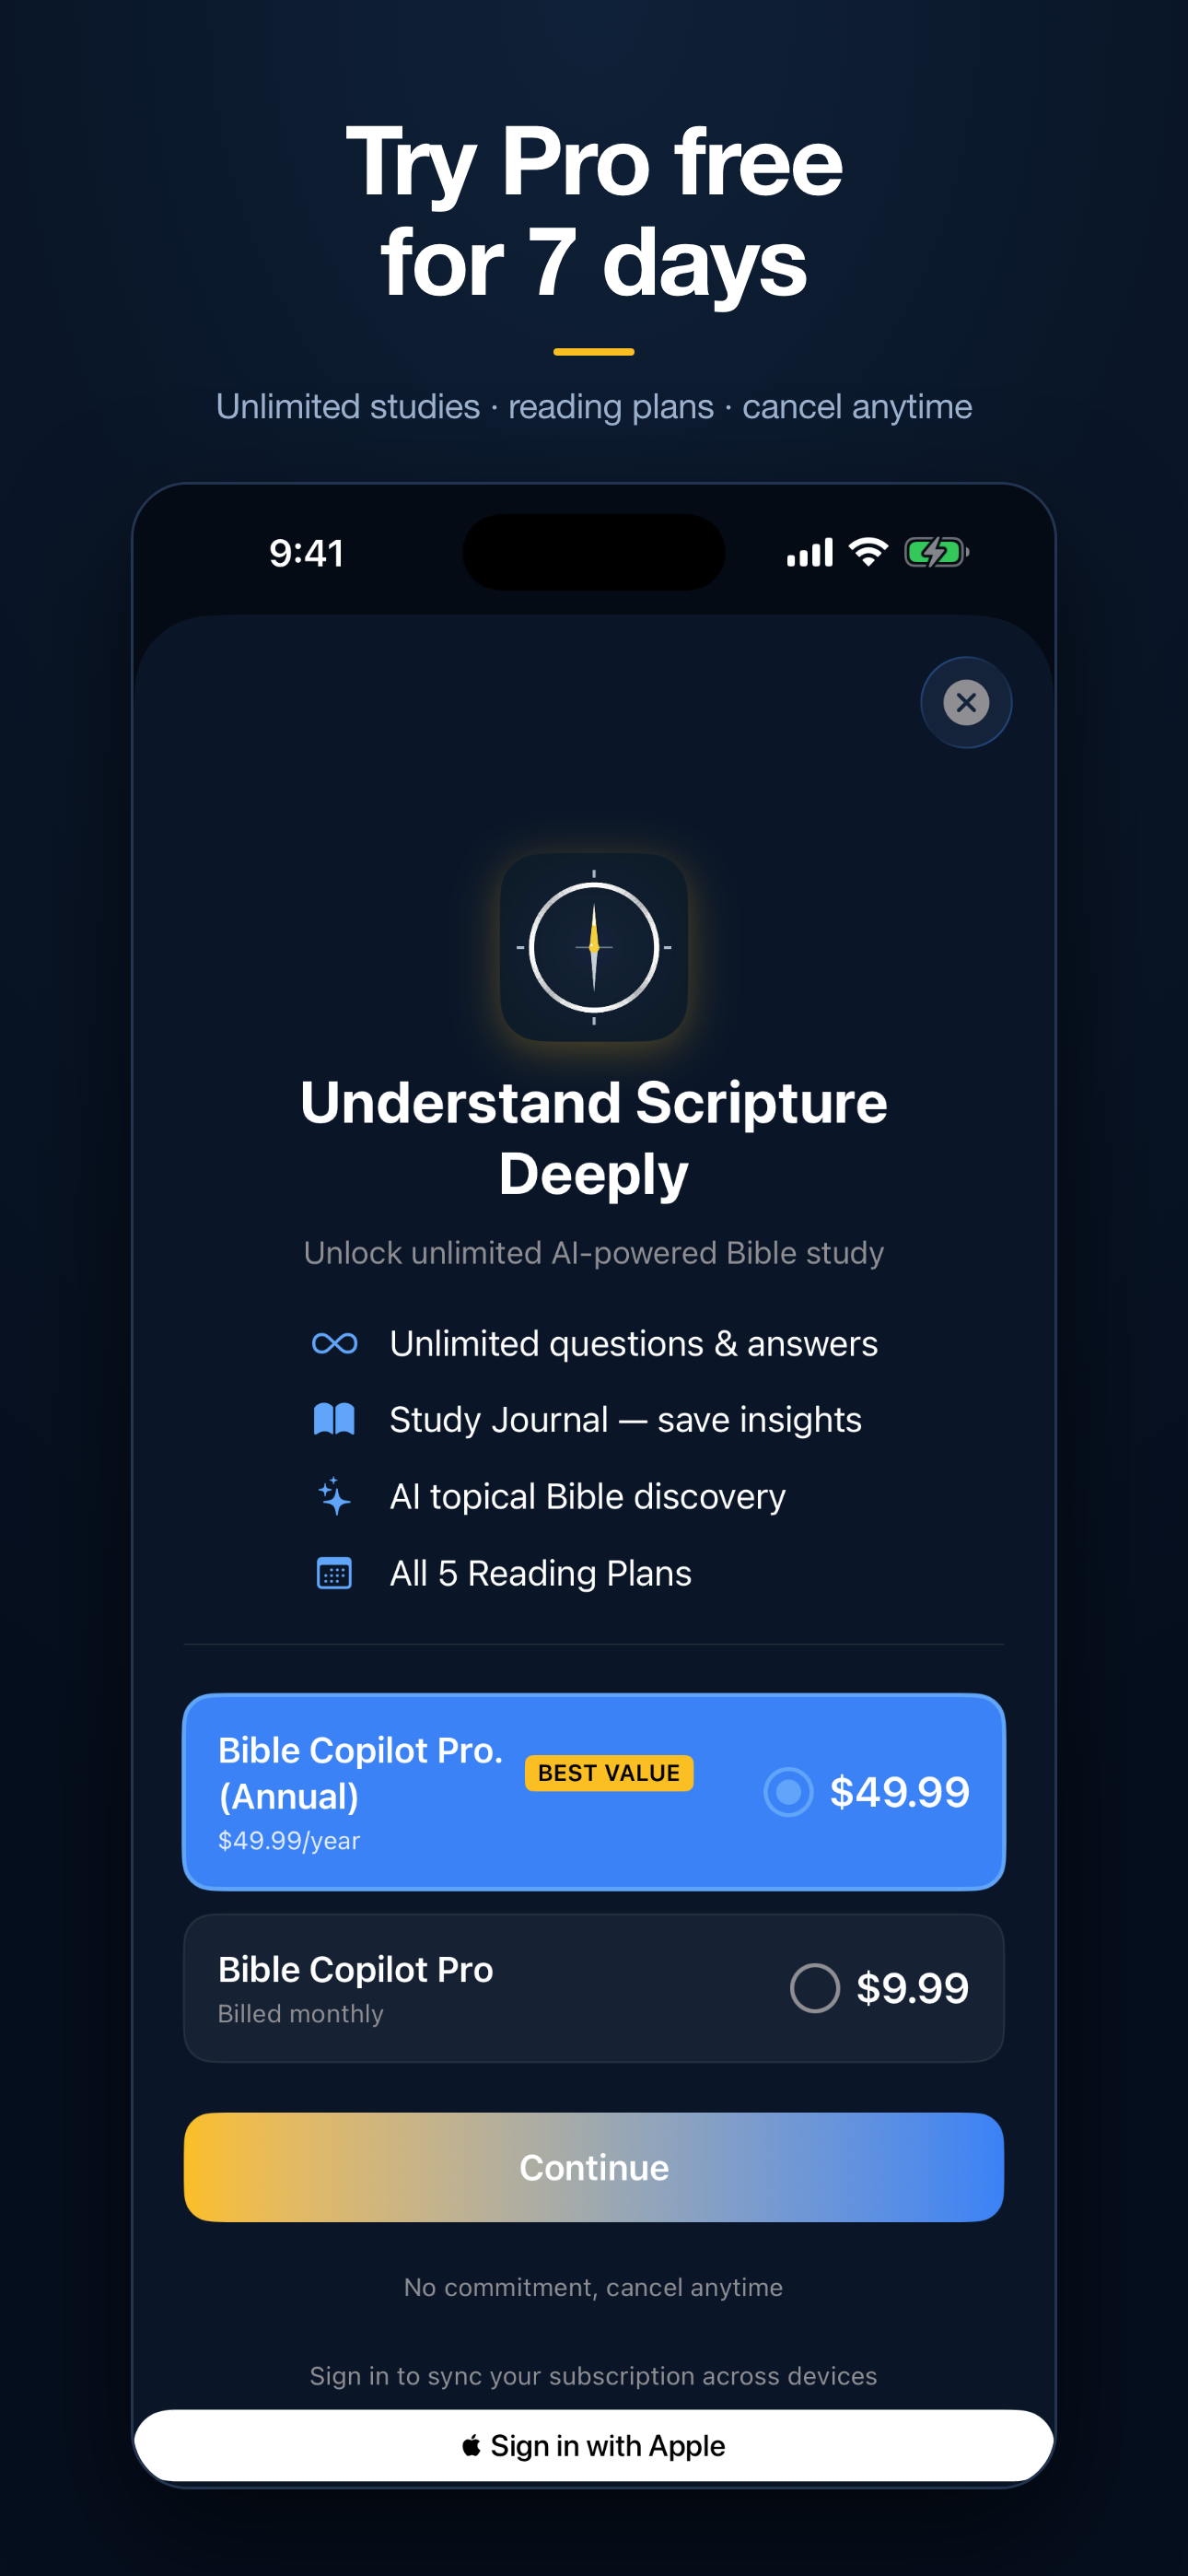 Try Pro free
for 7 days
Unlimited studies · reading plans · cancel anytime
9:41
Understand Scripture
Deeply
Unlock unlimited AI-powered Bible study
Unlimited questions & answers
Study Journal — save insights
AI topical Bible discovery
All 5 Reading Plans
Bible Copilot Pro.
(Annual)
BEST VALUE
$49.99
$49.99/year
Bible Copilot Pro
$9.99
Billed monthly
Continue
No commitment, cancel anytime
Sign in to sync your subscription across devices
Sign in with Apple